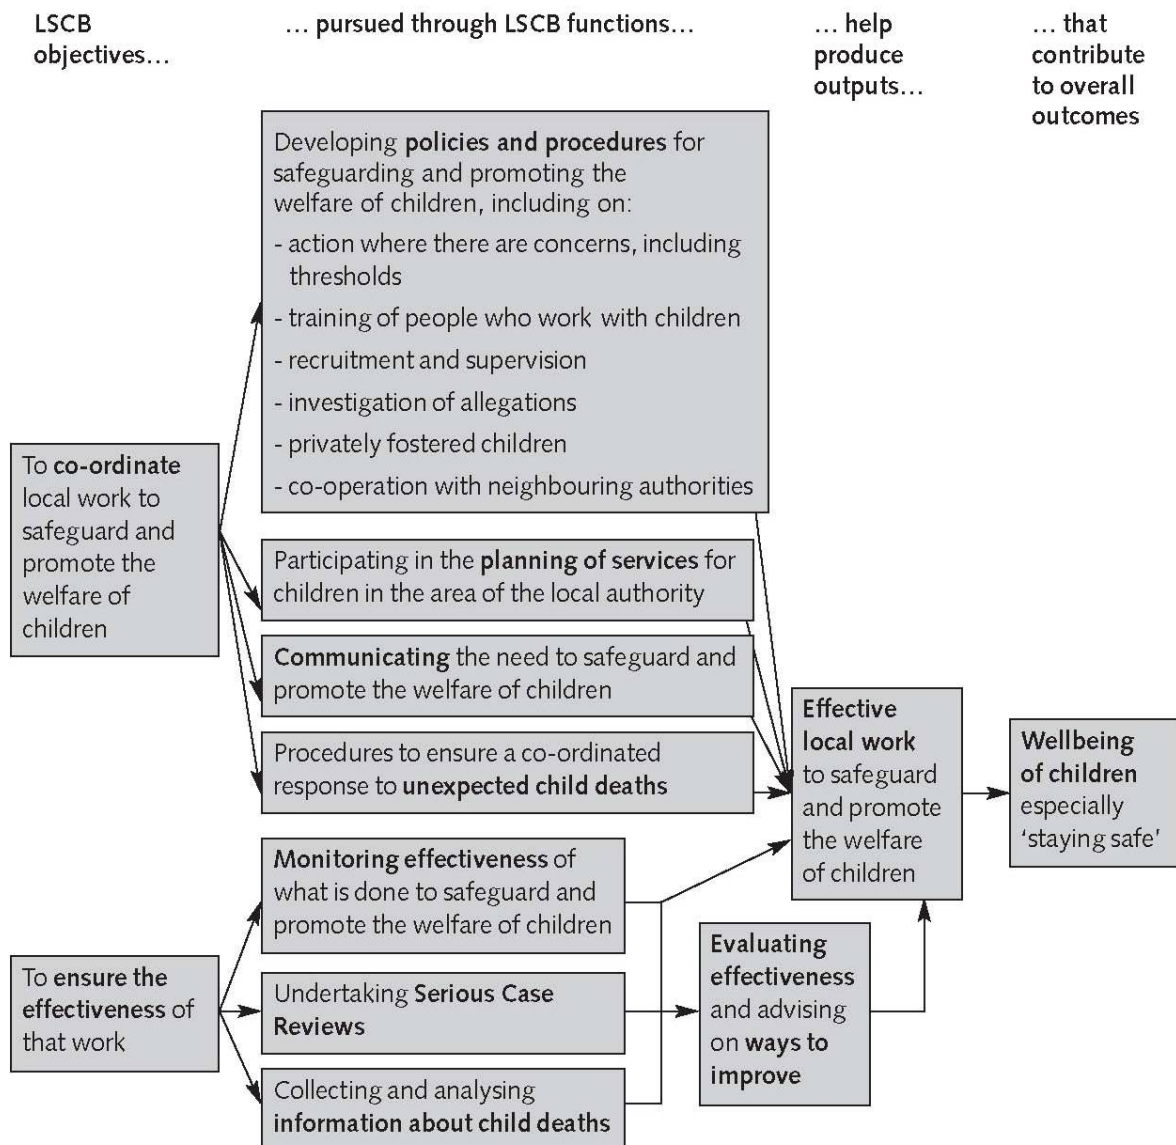 LSCB
objectives…
… pursued through LSCB functions…
… help
produce
outputs…
… that
contribute
to overall
outcomes
Developing policies and procedures for
safeguarding and promoting the
welfare of children, including on:
- action where there are concerns, including
thresholds
- training of people who work with children
- recruitment and supervision
- investigation of allegations
- privately fostered children
- co-operation with neighbouring authorities
To co-ordinate
local work to
safeguard and
promote the
welfare of
children
Participating in the planning of services for
children in the area of the local authority
Communicating the need to safeguard and
promote the welfare of children
Procedures to ensure a co-ordinated
response to unexpected child deaths
Effective
local work
to safeguard
and promote
the welfare
of children
Wellbeing
of children
especially
‘staying safe’
To ensure the
effectiveness of
that work
Monitoring effectiveness of
what is done to safeguard and
promote the welfare of children
Undertaking Serious Case
Reviews
Collecting and analysing
information about child deaths
Evaluating
effectiveness
and advising
on ways to
improve